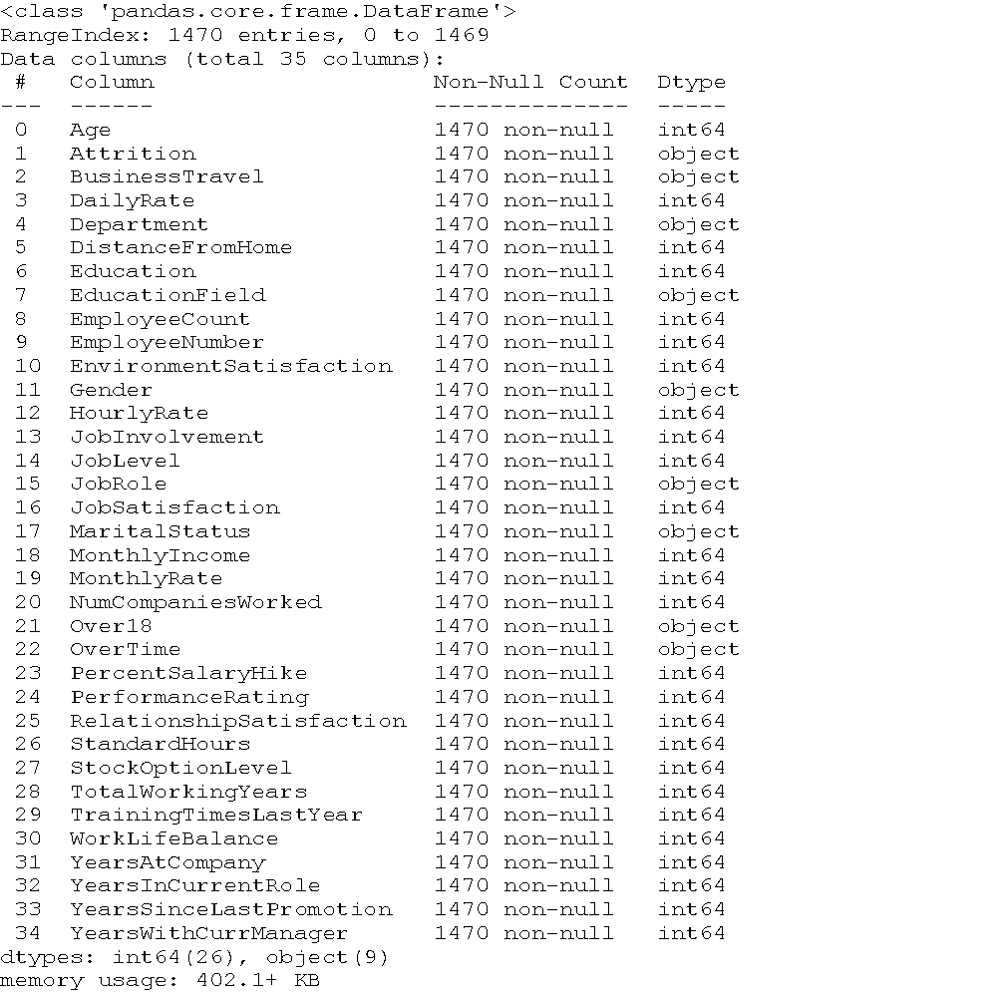 <class 'pandas.core.frame.DataFrame'>
RangeIndex: 1470 entries, 0 to 1469
Data columns (total 35 columns):
 #   Column                    Non-Null Count  Dtype
---  ------                    --------------  -----
 0   Age                       1470 non-null   int64
 1   Attrition                 1470 non-null   object
 2   BusinessTravel            1470 non-null   object
 3   DailyRate                 1470 non-null   int64
 4   Department                1470 non-null   object
 5   DistanceFromHome          1470 non-null   int64
 6   Education                 1470 non-null   int64
 7   EducationField            1470 non-null   object
 8   EmployeeCount             1470 non-null   int64
 9   EmployeeNumber            1470 non-null   int64
 10  EnvironmentSatisfaction   1470 non-null   int64
 11  Gender                    1470 non-null   object
 12  HourlyRate                1470 non-null   int64
 13  JobInvolvement            1470 non-null   int64
 14  JobLevel                  1470 non-null   int64
 15  JobRole                   1470 non-null   object
 16  JobSatisfaction           1470 non-null   int64
 17  MaritalStatus             1470 non-null   object
 18  MonthlyIncome             1470 non-null   int64
 19  MonthlyRate               1470 non-null   int64
 20  NumCompaniesWorked        1470 non-null   int64
 21  Over18                    1470 non-null   object
 22  OverTime                  1470 non-null   object
 23  PercentSalaryHike         1470 non-null   int64
 24  PerformanceRating         1470 non-null   int64
 25  RelationshipSatisfaction  1470 non-null   int64
 26  StandardHours             1470 non-null   int64
 27  StockOptionLevel          1470 non-null   int64
 28  TotalWorkingYears         1470 non-null   int64
 29  TrainingTimesLastYear     1470 non-null   int64
 30  WorkLifeBalance           1470 non-null   int64
 31  YearsAtCompany            1470 non-null   int64
 32  YearsInCurrentRole        1470 non-null   int64
 33  YearsSinceLastPromotion   1470 non-null   int64
 34  YearsWithCurrManager      1470 non-null   int64
dtypes: int64(26), object(9)
memory usage: 402.1+ KB